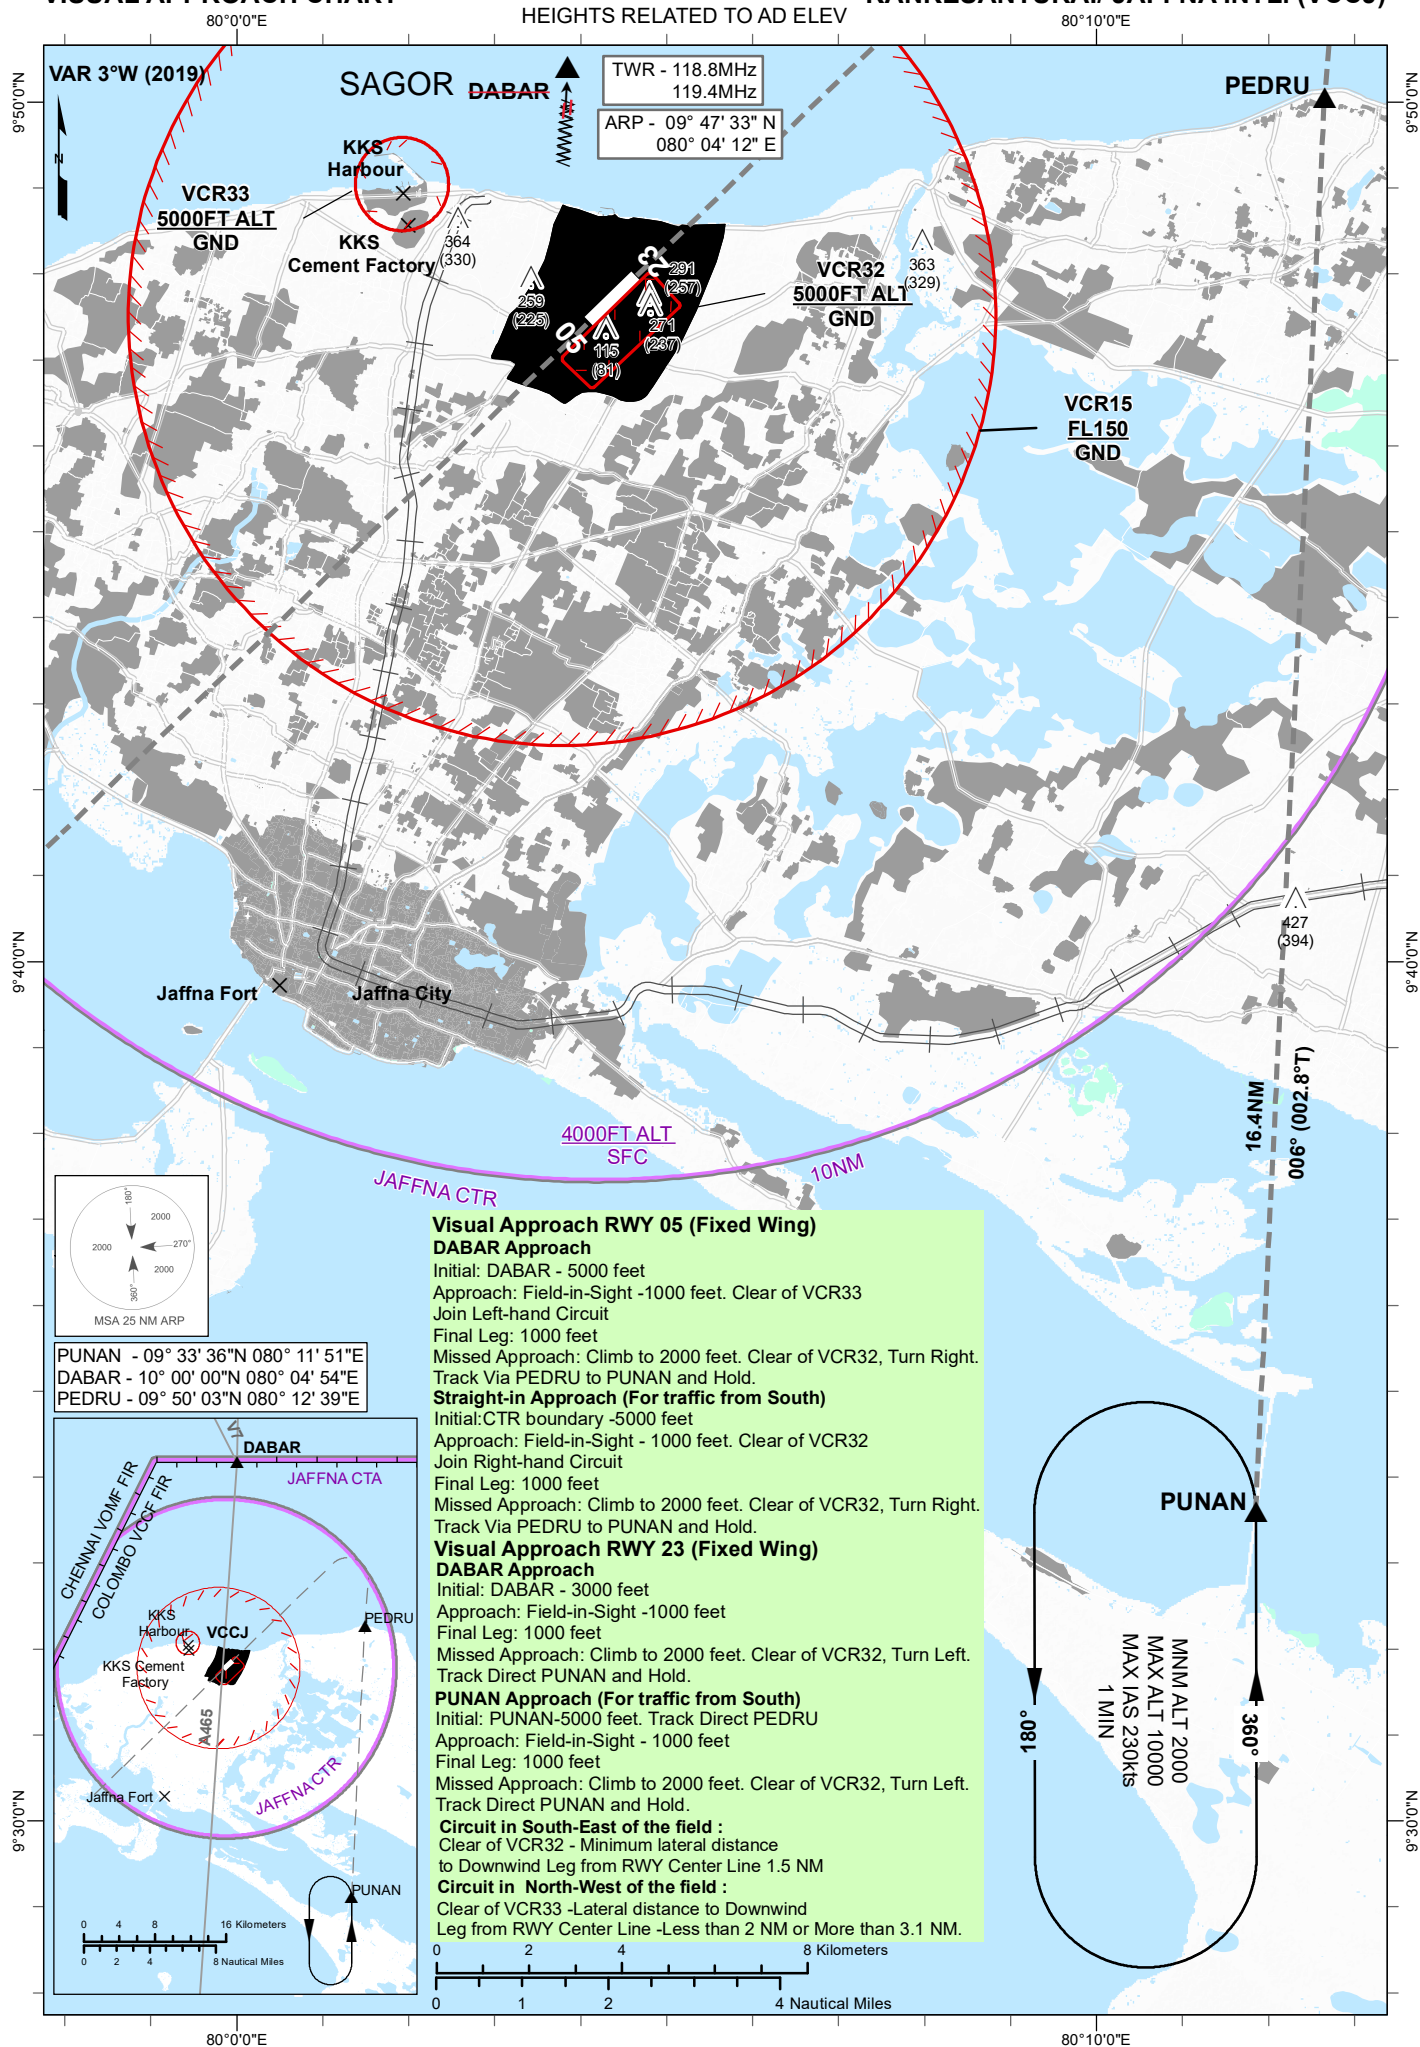 VISUAL APPROACH CHART
HEIGHTS RELATED TO AD ELEV
KANKESANTURAI/ JAFFNA INTL. (VCCJ)
80°0'0"E
80°10'0"E
VAR 3°W (2019)
N
SAGOR DABAR
TWR - 118.8MHz
119.4MHz
ARP - 09° 47' 33" N
080° 04' 12" E
PEDRU
9°50'0"N
9°50'0"N
KKS
Harbour
VCR33
5000FT ALT
GND
KKS
Cement Factory
364
(330)
259
(225)
23
291
(257)
271
(237)
05
115
(81)
VCR32
5000FT ALT
GND
363
(329)
VCR15
FL150
GND
427
(394)
9°40'0"N
9°40'0"N
Jaffna Fort
Jaffna City
16.4NM
006° (002.8°T)
4000FT ALT
SFC
JAFFNA CTR
10NM
180°
2000
2000
270°
2000
360°
MSA 25 NM ARP
PUNAN - 09° 33' 36"N 080° 11' 51"E
DABAR - 10° 00' 00"N 080° 04' 54"E
PEDRU - 09° 50' 03"N 080° 12' 39"E
Visual Approach RWY 05 (Fixed Wing)
DABAR Approach
Initial: DABAR - 5000 feet
Approach: Field-in-Sight -1000 feet. Clear of VCR33
Join Left-hand Circuit
Final Leg: 1000 feet
Missed Approach: Climb to 2000 feet. Clear of VCR32, Turn Right.
Track Via PEDRU to PUNAN and Hold.
Straight-in Approach (For traffic from South)
Initial:CTR boundary -5000 feet
Approach: Field-in-Sight - 1000 feet. Clear of VCR32
Join Right-hand Circuit
Final Leg: 1000 feet
Missed Approach: Climb to 2000 feet. Clear of VCR32, Turn Right.
Track Via PEDRU to PUNAN and Hold.
Visual Approach RWY 23 (Fixed Wing)
DABAR Approach
Initial: DABAR - 3000 feet
Approach: Field-in-Sight -1000 feet
Final Leg: 1000 feet
Missed Approach: Climb to 2000 feet. Clear of VCR32, Turn Left.
Track Direct PUNAN and Hold.
PUNAN Approach (For traffic from South)
Initial: PUNAN-5000 feet. Track Direct PEDRU
Approach: Field-in-Sight - 1000 feet
Final Leg: 1000 feet
Missed Approach: Climb to 2000 feet. Clear of VCR32, Turn Left.
Track Direct PUNAN and Hold.
Circuit in South-East of the field :
Clear of VCR32 - Minimum lateral distance
to Downwind Leg from RWY Center Line 1.5 NM
Circuit in North-West of the field :
Clear of VCR33 -Lateral distance to Downwind
Leg from RWY Center Line -Less than 2 NM or More than 3.1 NM.
0 2 4 8 Kilometers
0 1 2 4 Nautical Miles
V7
DABAR
JAFFNA CTA
CHENNAI VOMF FIR
COLOMBO VCCF FIR
KKS
Harbour
VCCJ
PEDRU
KKS Cement
Factory
A465
Jaffna Fort
JAFFNA CTR
PUNAN
0 4 8 16 Kilometers
0 2 4 8 Nautical Miles
PUNAN
180°
360°
MNM ALT 2000
MAX ALT 10000
MAX IAS 230kts
1 MIN
9°30'0"N
9°30'0"N
80°0'0"E
80°10'0"E